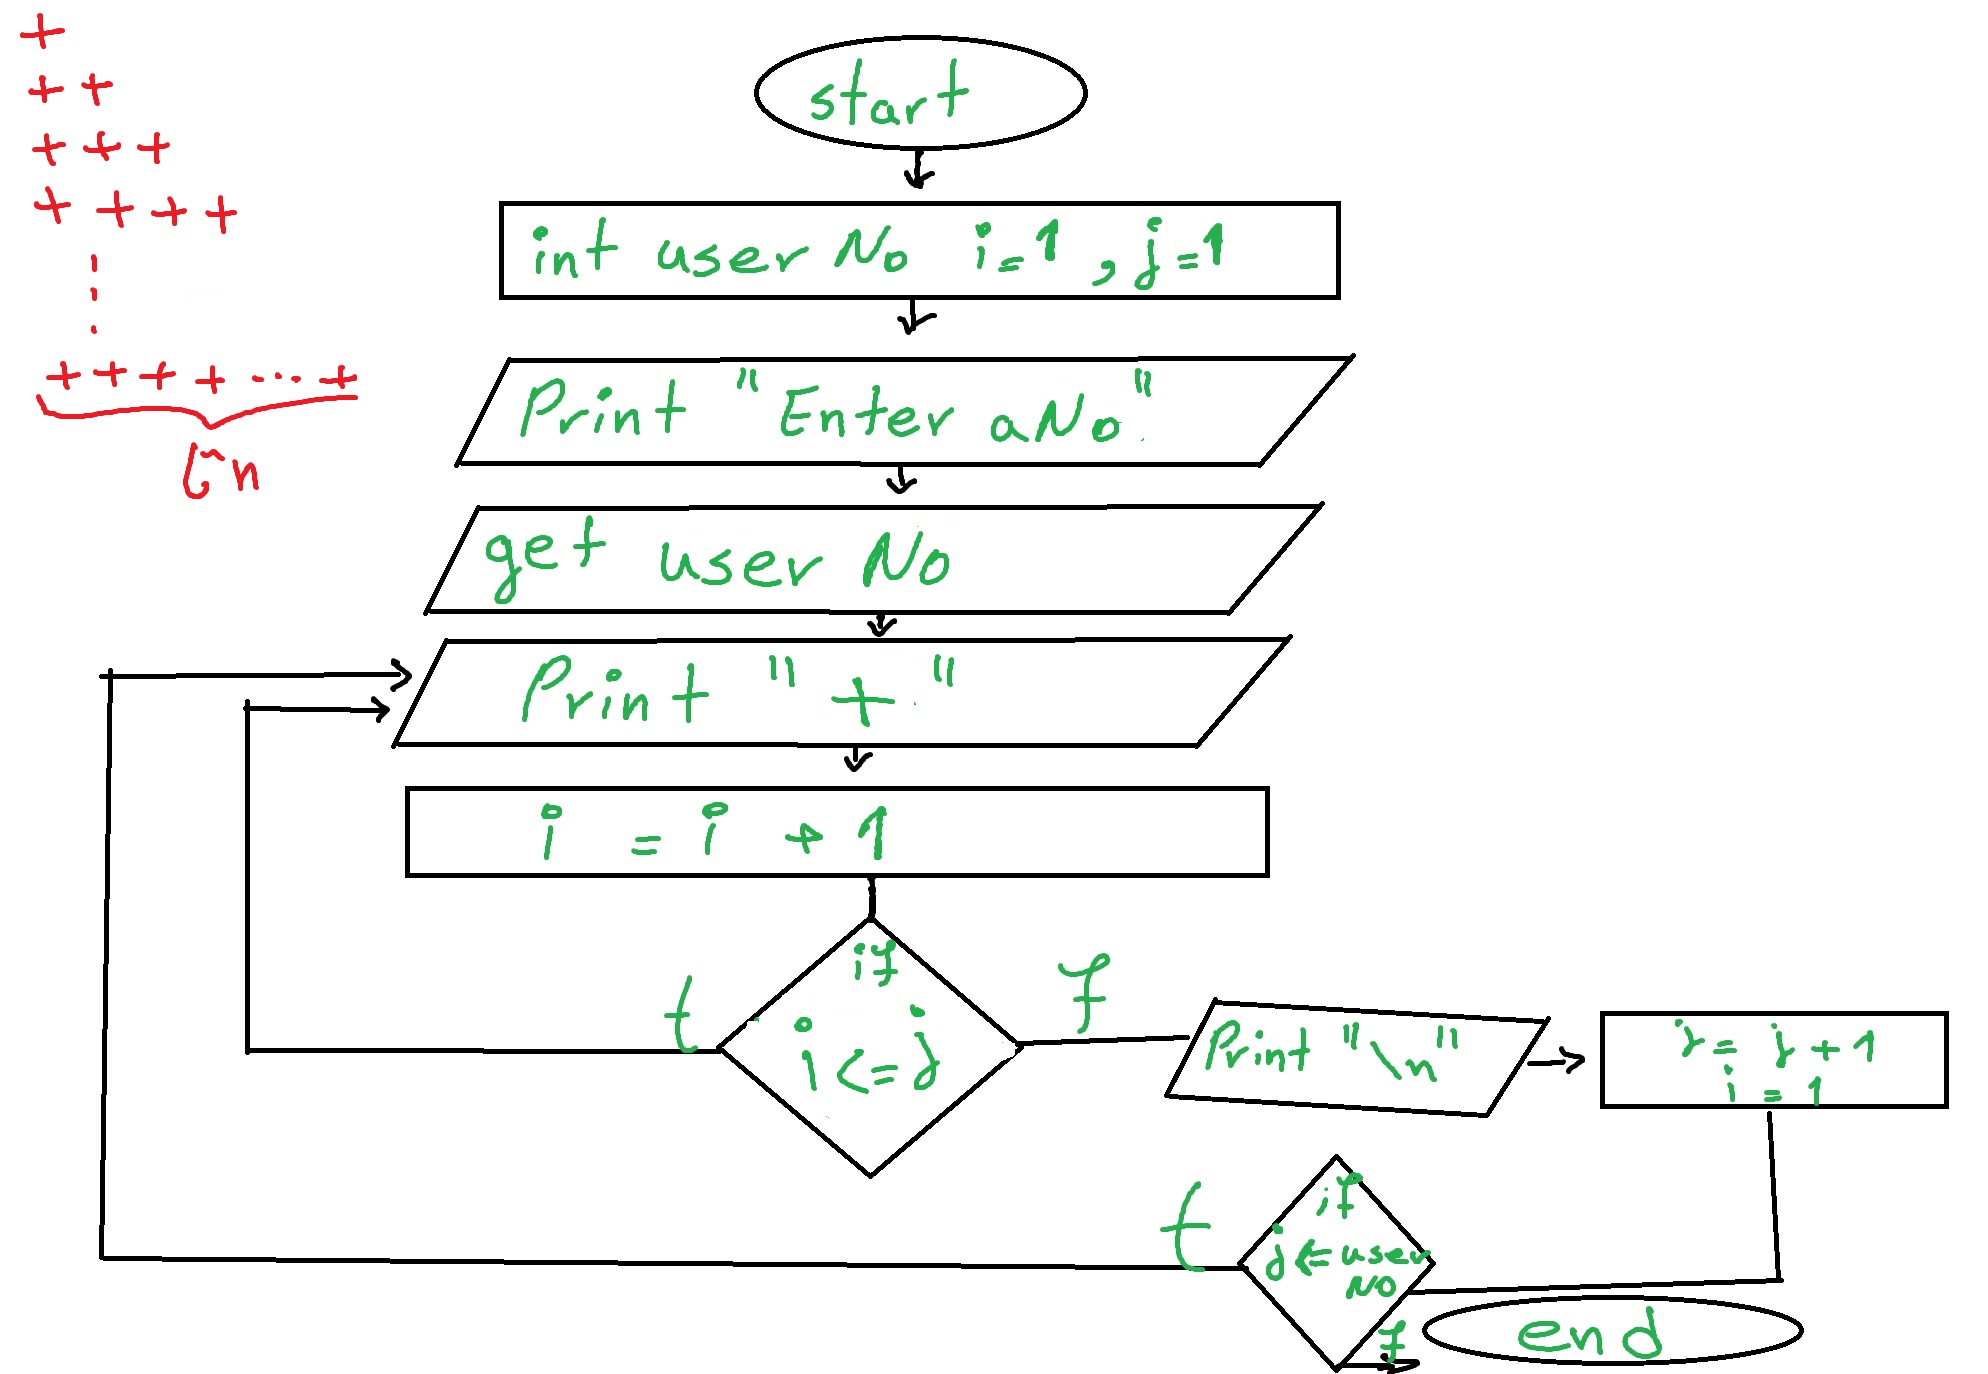 +
+ +
+ + +
+ + + +
+ + + + ... +
n تا
start
int user No i=1 , j=1
Print "Enter aNo"
get user No
Print "+"
i = i + 1
if
i <= j
t
f
Print "\n"
j = j + 1
i = 1
if
j <= user
NO
t
f
end